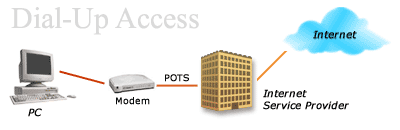 Dial-Up Access
Internet
POTS
PC
Modem
Internet
Service Provider